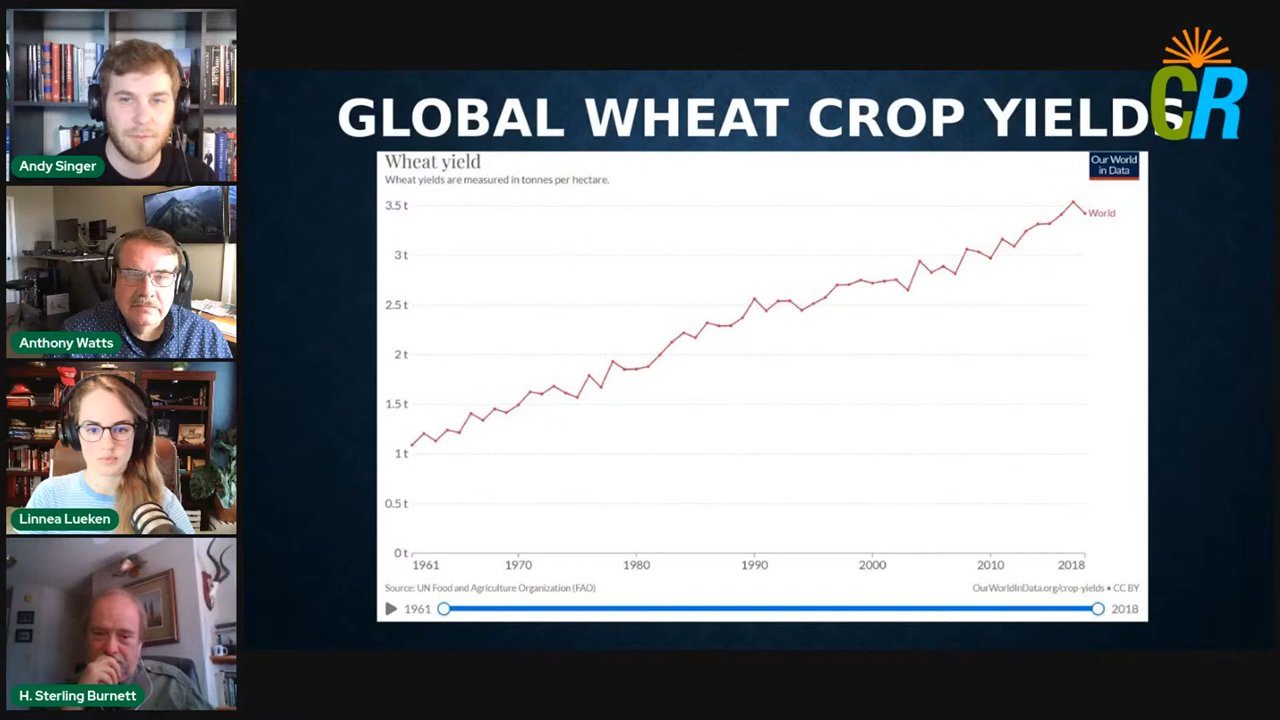 Andy Singer
Anthony Watts
Linnea Lueken
H. Sterling Burnett
CR
GLOBAL WHEAT CROP YIELDS
Wheat yield
Wheat yields are measured in tonnes per hectare.
Our World
in Data
3.5 t
3 t
2.5 t
2 t
1.5 t
1 t
0.5 t
0 t
World
1961 1970 1980 1990 2000 2010 2018
Source: UN Food and Agriculture Organization (FAO) OurWorldInData.org/crop-yields • CC BY
1961 2018